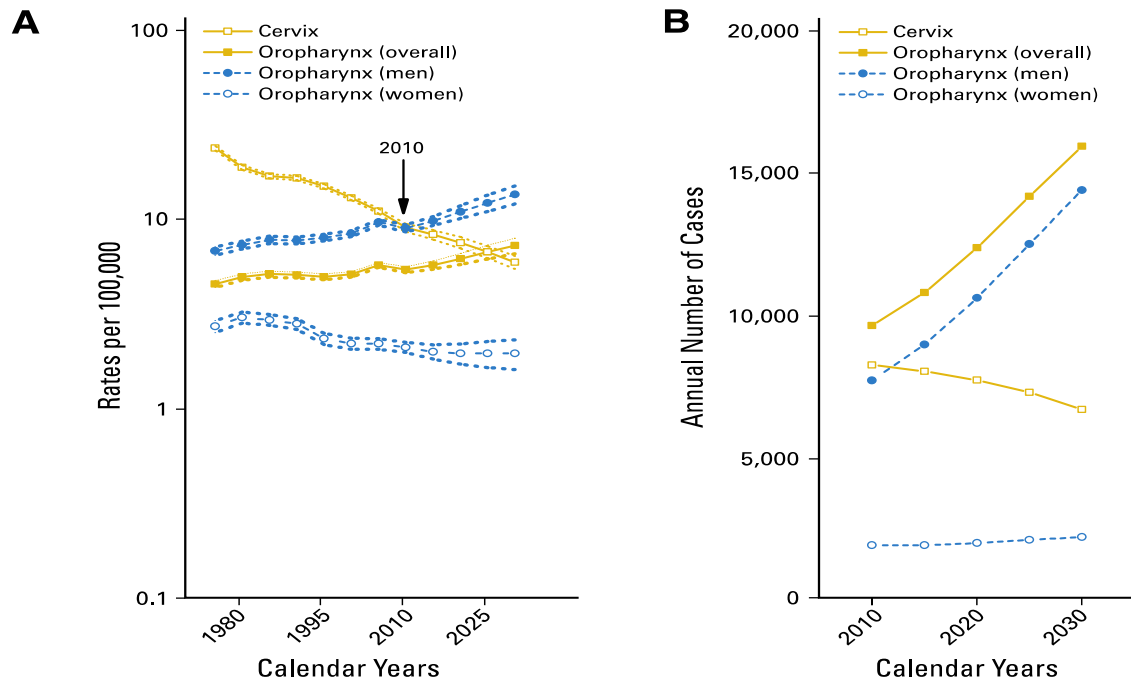 A
Rates per 100,000
100
10
1
0.1
Cervix
Oropharynx (overall)
Oropharynx (men)
Oropharynx (women)
2010
1980
1995
2010
2025
Calendar Years
B
Annual Number of Cases
20,000
15,000
10,000
5,000
0
Cervix
Oropharynx (overall)
Oropharynx (men)
Oropharynx (women)
2010
2020
2030
Calendar Years